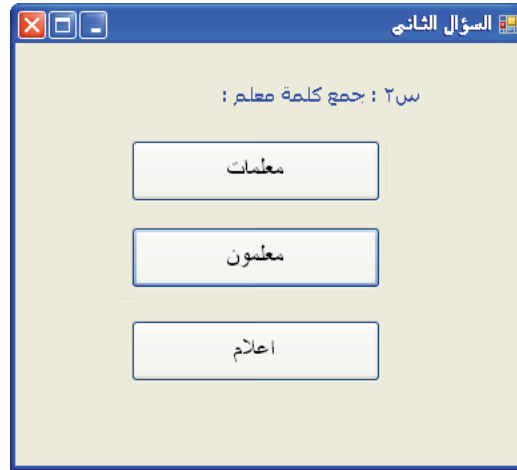 السؤال الثاني
س٢ : جمع كلمة معلم :
معلمات
معلمون
اعلام